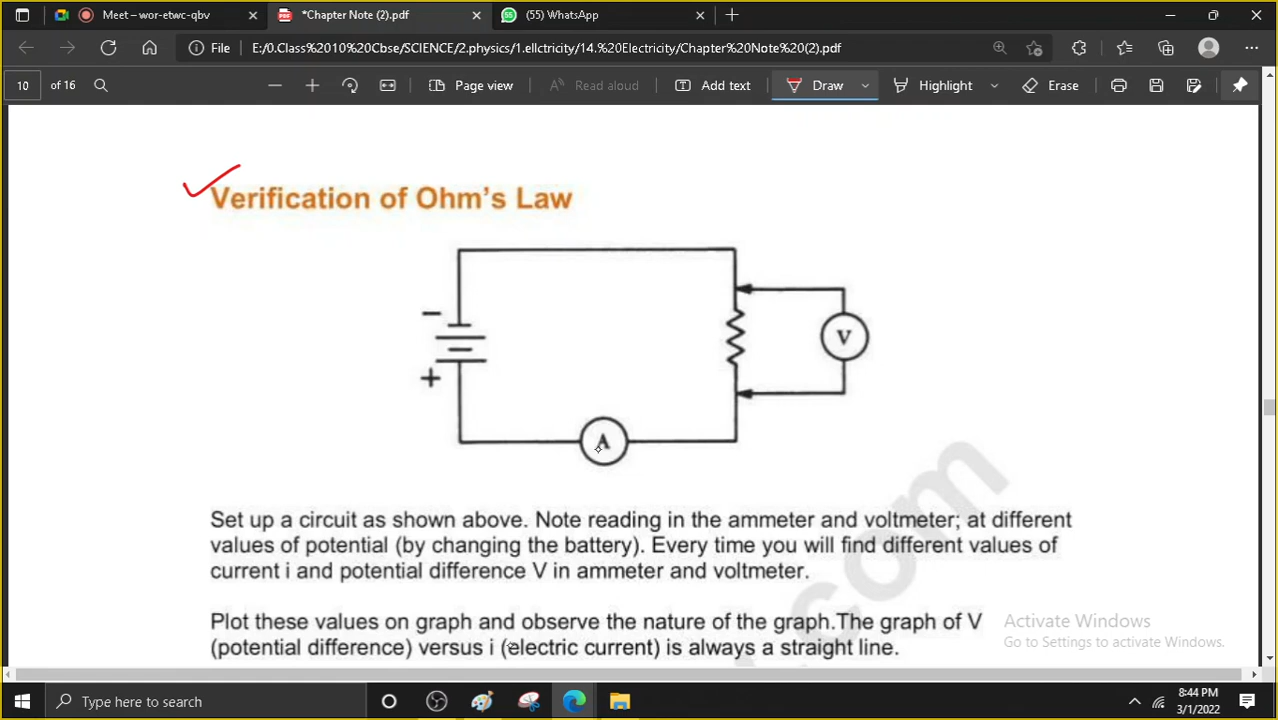 Meet – wor-etwc-qbv
*Chapter Note (2).pdf
(55) WhatsApp
File
E:/0.Class%2010%20Cbse/SCIENCE/2.physics/1.ellctricity/14.%20Electricity/Chapter%20Note%20(2).pdf
10 of 16
Page view
Read aloud
Add text
Draw
Highlight
Erase
Verification of Ohm's Law
−
+
V
A
Set up a circuit as shown above. Note reading in the ammeter and voltmeter; at different
values of potential (by changing the battery). Every time you will find different values of
current i and potential difference V in ammeter and voltmeter.
Plot these values on graph and observe the nature of the graph.The graph of V
(potential difference) versus i (electric current) is always a straight line.
.com
Activate Windows
Go to Settings to activate Windows.
Type here to search
8:44 PM
3/1/2022